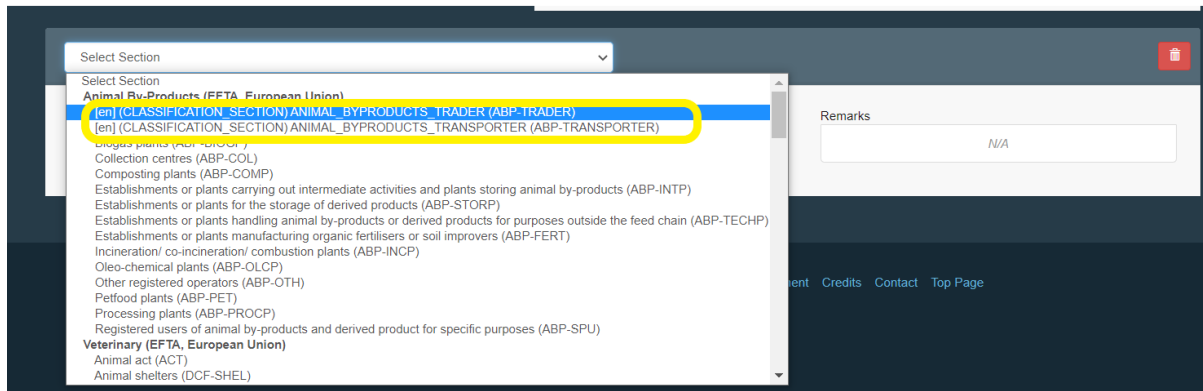 Select Section
Select Section
Animal By-Products (EFTA, European Union)
[en] (CLASSIFICATION_SECTION) ANIMAL_BYPRODUCTS_TRADER (ABP-TRADER)
[en] (CLASSIFICATION_SECTION) ANIMAL_BYPRODUCTS_TRANSPORTER (ABP-TRANSPORTER)
Biogas plants (ABP-BIOGP)
Collection centres (ABP-COL)
Composting plants (ABP-COMP)
Establishments or plants carrying out intermediate activities and plants storing animal by-products (ABP-INTP)
Establishments or plants for the storage of derived products (ABP-STORP)
Establishments or plants handling animal by-products or derived products for purposes outside the feed chain (ABP-TECHP)
Establishments or plants manufacturing organic fertilisers or soil improvers (ABP-FERT)
Incineration/ co-incineration/ combustion plants (ABP-INCP)
Oleo-chemical plants (ABP-OLCP)
Other registered operators (ABP-OTH)
Petfood plants (ABP-PET)
Processing plants (ABP-PROCP)
Registered users of animal by-products and derived product for specific purposes (ABP-SPU)
Veterinary (EFTA, European Union)
Animal act (ACT)
Animal shelters (DCF-SHEL)
Remarks
N/A
Credits Contact Top Page